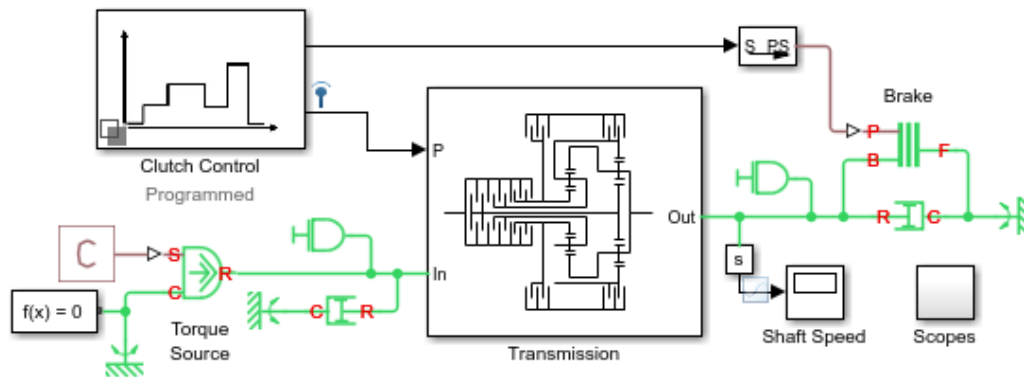 S PS
Brake
P
B
F
Clutch Control
Programmed
P
Out
R
C
C
S
R
In
C
f(x) = 0
Torque
Source
C
R
s
Transmission
Shaft Speed
Scopes